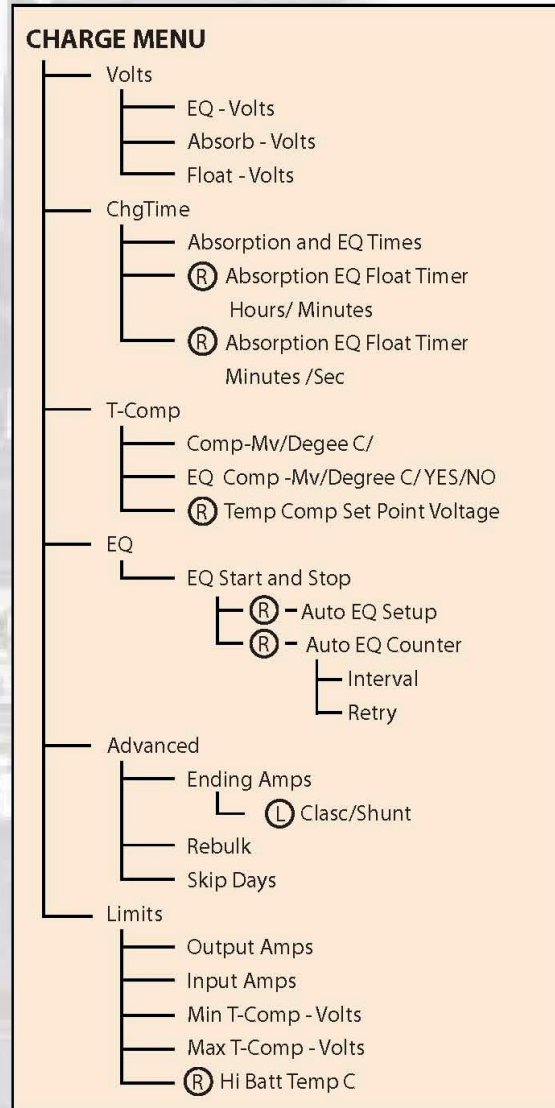 CHARGE MENU
Volts
EQ - Volts
Absorb - Volts
Float - Volts
ChgTime
Absorption and EQ Times
R Absorption EQ Float Timer
Hours/ Minutes
R Absorption EQ Float Timer
Minutes /Sec
T-Comp
Comp-Mv/Degee C/
EQ Comp -Mv/Degree C/ YES/NO
R Temp Comp Set Point Voltage
EQ
EQ Start and Stop
R - Auto EQ Setup
R - Auto EQ Counter
Interval
Retry
Advanced
Ending Amps
L Clasc/Shunt
Rebulk
Skip Days
Limits
Output Amps
Input Amps
Min T-Comp - Volts
Max T-Comp - Volts
R Hi Batt Temp C